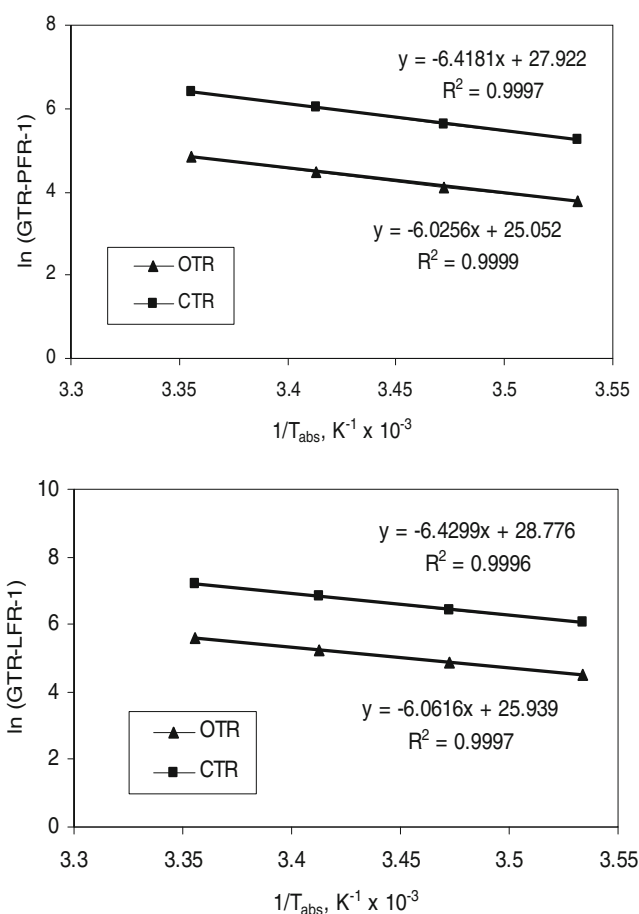 8
y = -6.4181x + 27.922
R² = 0.9997
6
ln (GTR-PFR-1)
4
y = -6.0256x + 25.052
R² = 0.9999
OTR
CTR
2
0
3.3 3.35 3.4 3.45 3.5 3.55
1/Tabs, K⁻¹ x 10⁻³
10
y = -6.4299x + 28.776
R² = 0.9996
8
6
ln (GTR-LFR-1)
4
y = -6.0616x + 25.939
R² = 0.9997
OTR
CTR
2
0
3.3 3.35 3.4 3.45 3.5 3.55
1/Tabs, K⁻¹ x 10⁻³